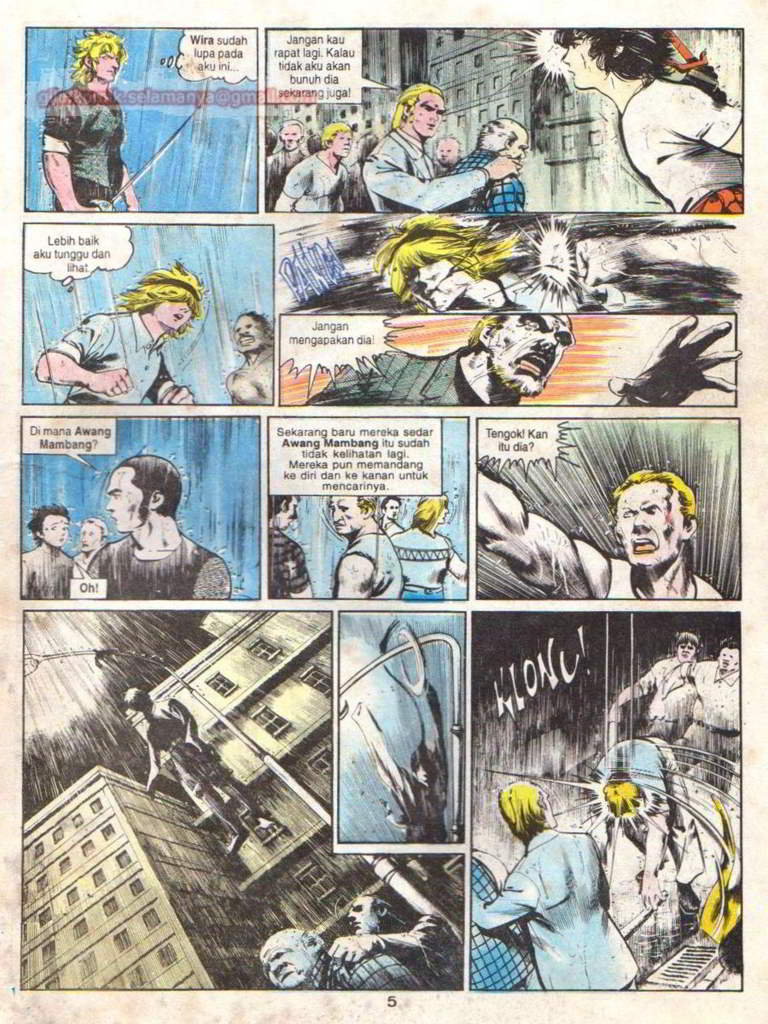 Wira sudah
lupa pada
aku ini...
Jangan kau
rapat lagi. Kalau
tidak aku akan
bunuh dia
sekarang juga!
Lebih baik
aku tunggu dan
lihat.
Jangan
mengapakan dia!
Di mana Awang
Mambang?
Oh!
Sekarang baru mereka sedar
Awang Mambang itu sudah
tidak kelihatan lagi.
Mereka pun memandang
ke diri dan ke kanan untuk
mencarinya.
Tengok! Kan
itu dia?
KLONG!
5